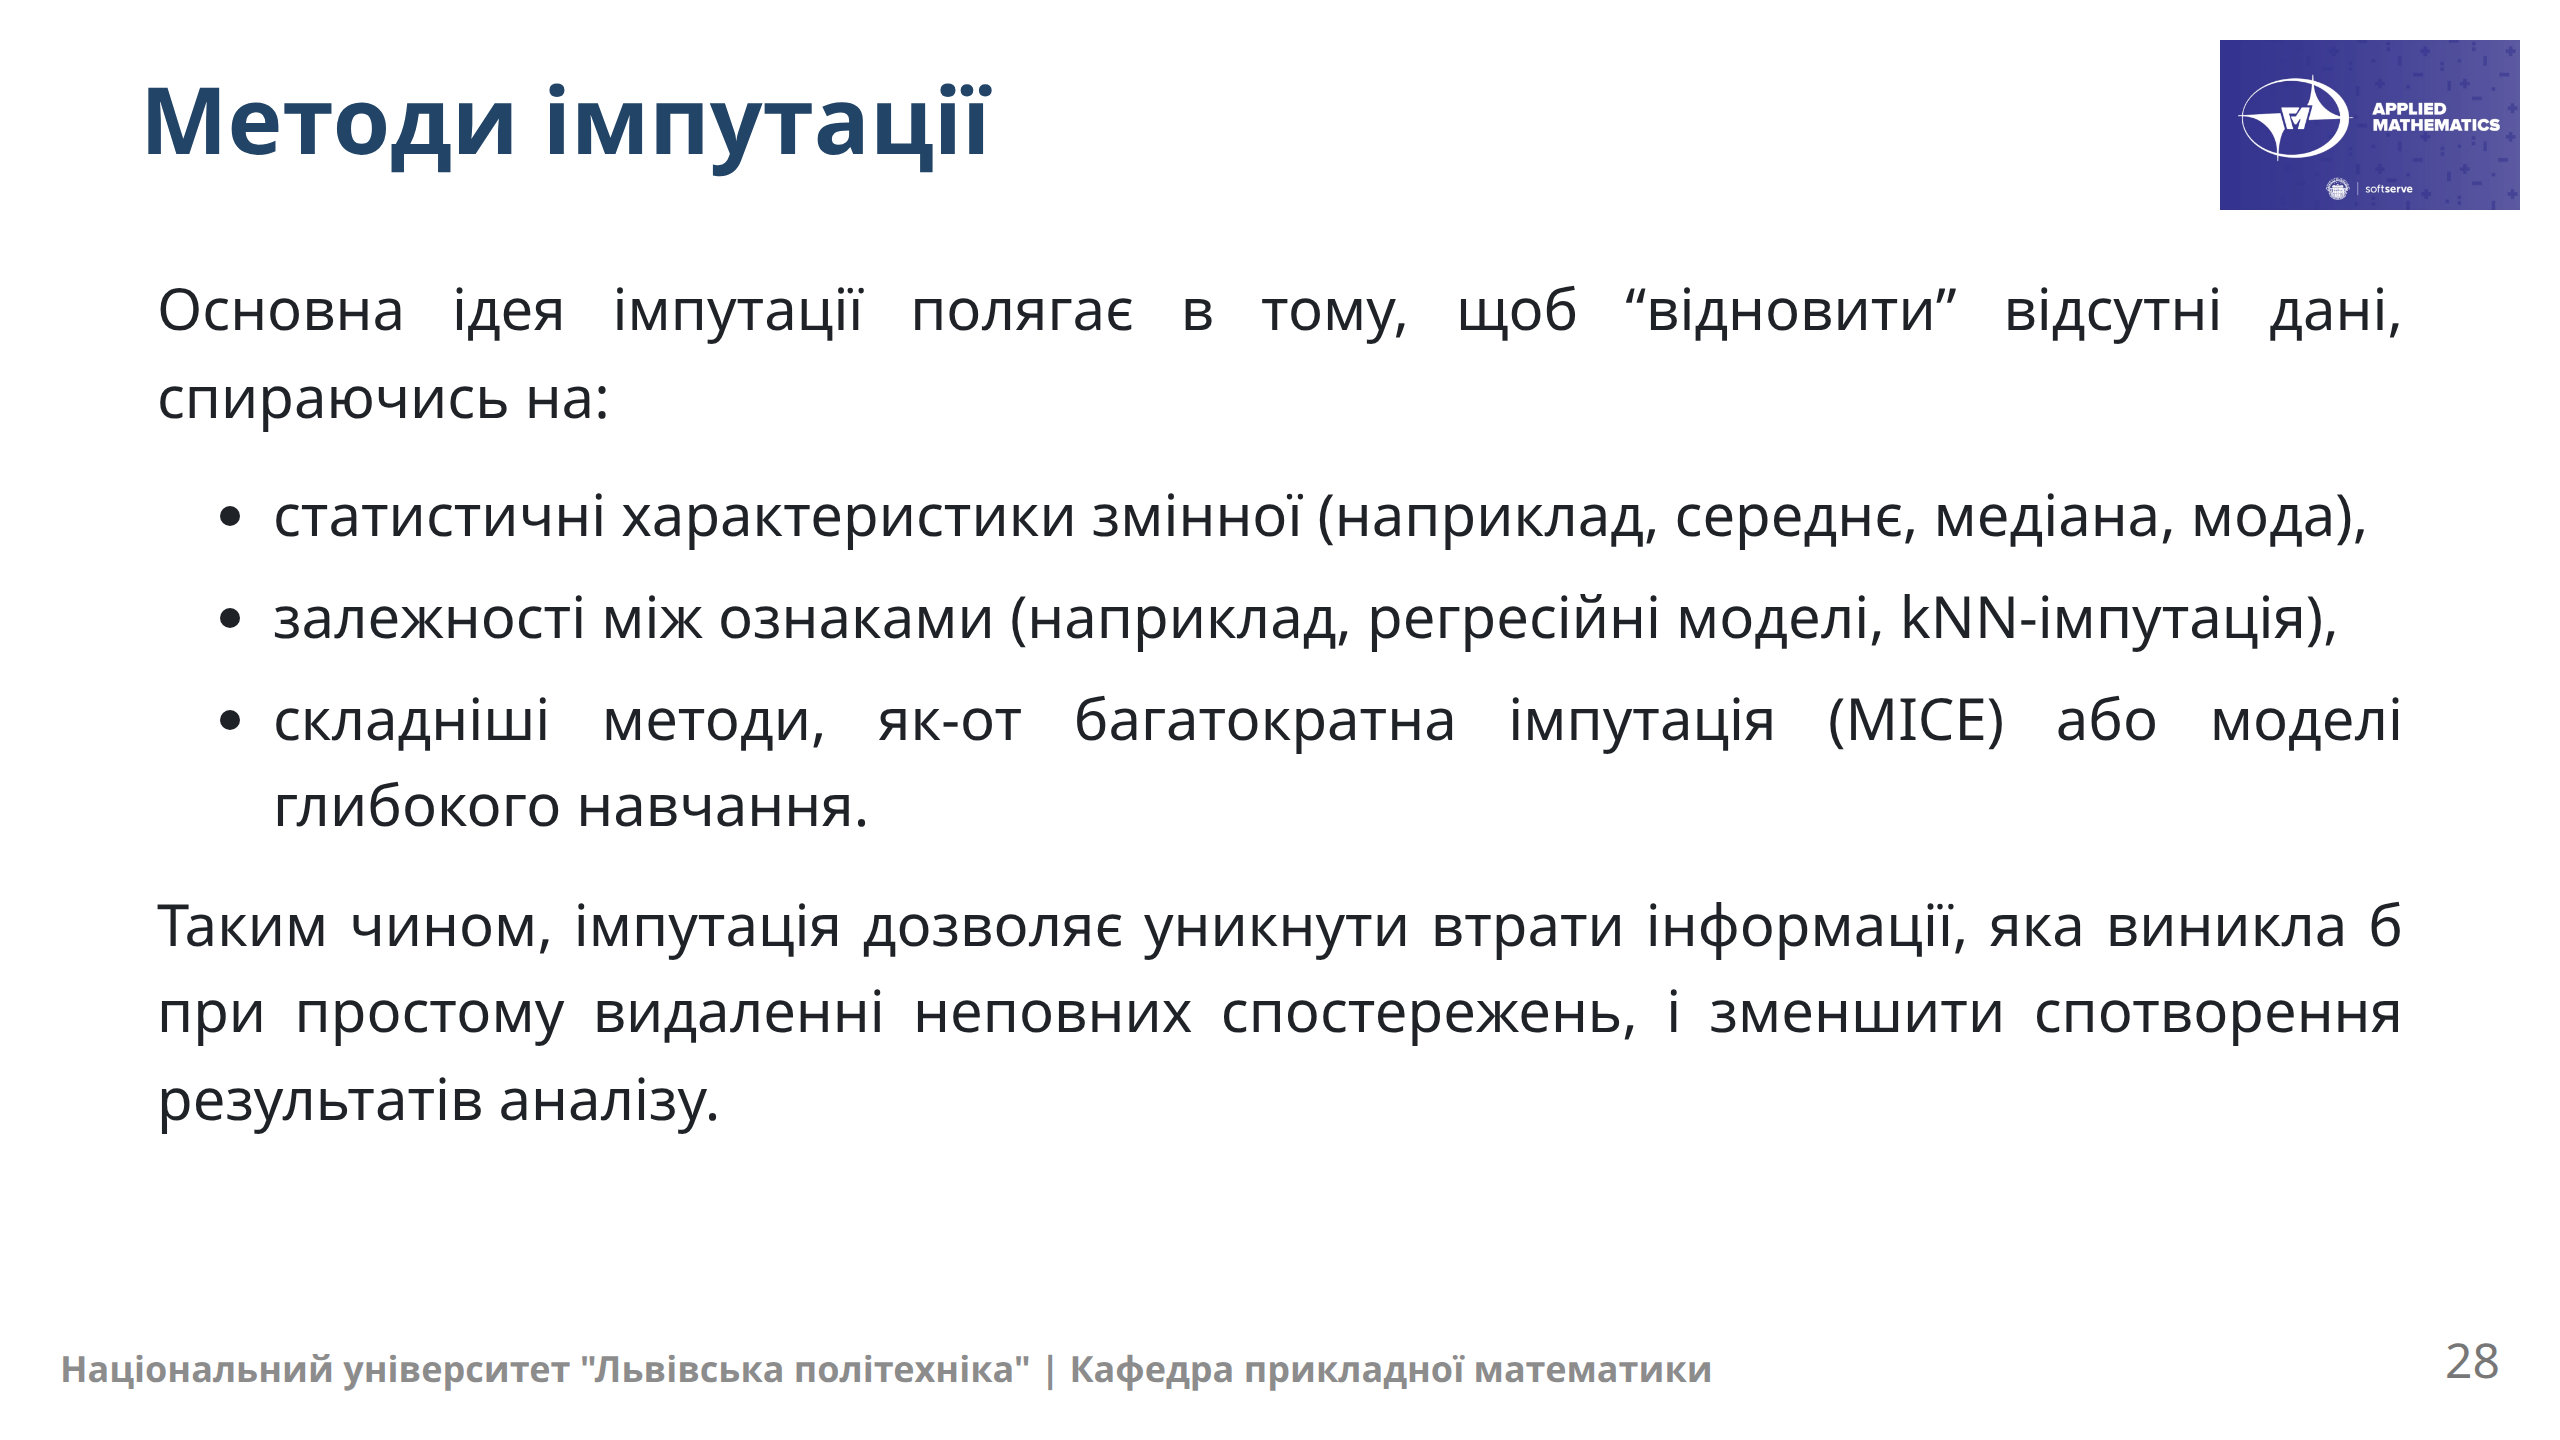 Методи імпутації
APPLIED
MATHEMATICS
softserve
Основна ідея імпутації полягає в тому, щоб “відновити” відсутні дані,
спираючись на:
• статистичні характеристики змінної (наприклад, середнє, медіана, мода),
• залежності між ознаками (наприклад, регресійні моделі, kNN-імпутація),
• складніші методи, як-от багатократна імпутація (MICE) або моделі
глибокого навчання.
Таким чином, імпутація дозволяє уникнути втрати інформації, яка виникла б
при простому видаленні неповних спостережень, і зменшити спотворення
результатів аналізу.
Національний університет "Львівська політехніка" | Кафедра прикладної математики
28